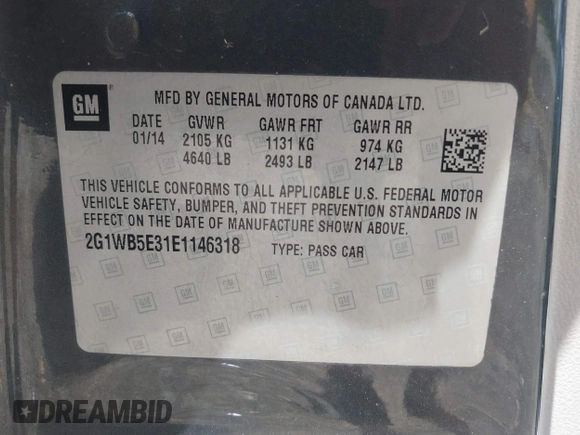 GM
®
MFD BY GENERAL MOTORS OF CANADA LTD.
DATE GVWR GAWR FRT GAWR RR
01/14 2105 KG 1131 KG 974 KG
4640 LB 2493 LB 2147 LB
THIS VEHICLE CONFORMS TO ALL APPLICABLE U.S. FEDERAL MOTOR
VEHICLE SAFETY, BUMPER, AND THEFT PREVENTION STANDARDS IN
EFFECT ON THE DATE OF MANUFACTURE SHOWN ABOVE.
2G1WB5E31E1146318 TYPE: PASS CAR
DREAMBID